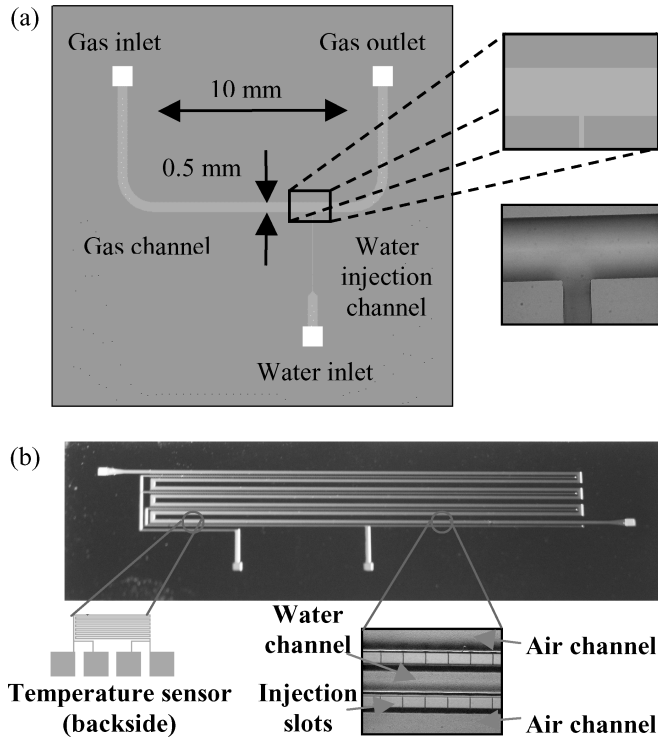 (a)
Gas inlet
Gas outlet
10 mm
0.5 mm
Gas channel
Water
injection
channel
Water inlet
(b)
Water
channel
Air channel
Temperature sensor
(backside)
Injection
slots
Air channel